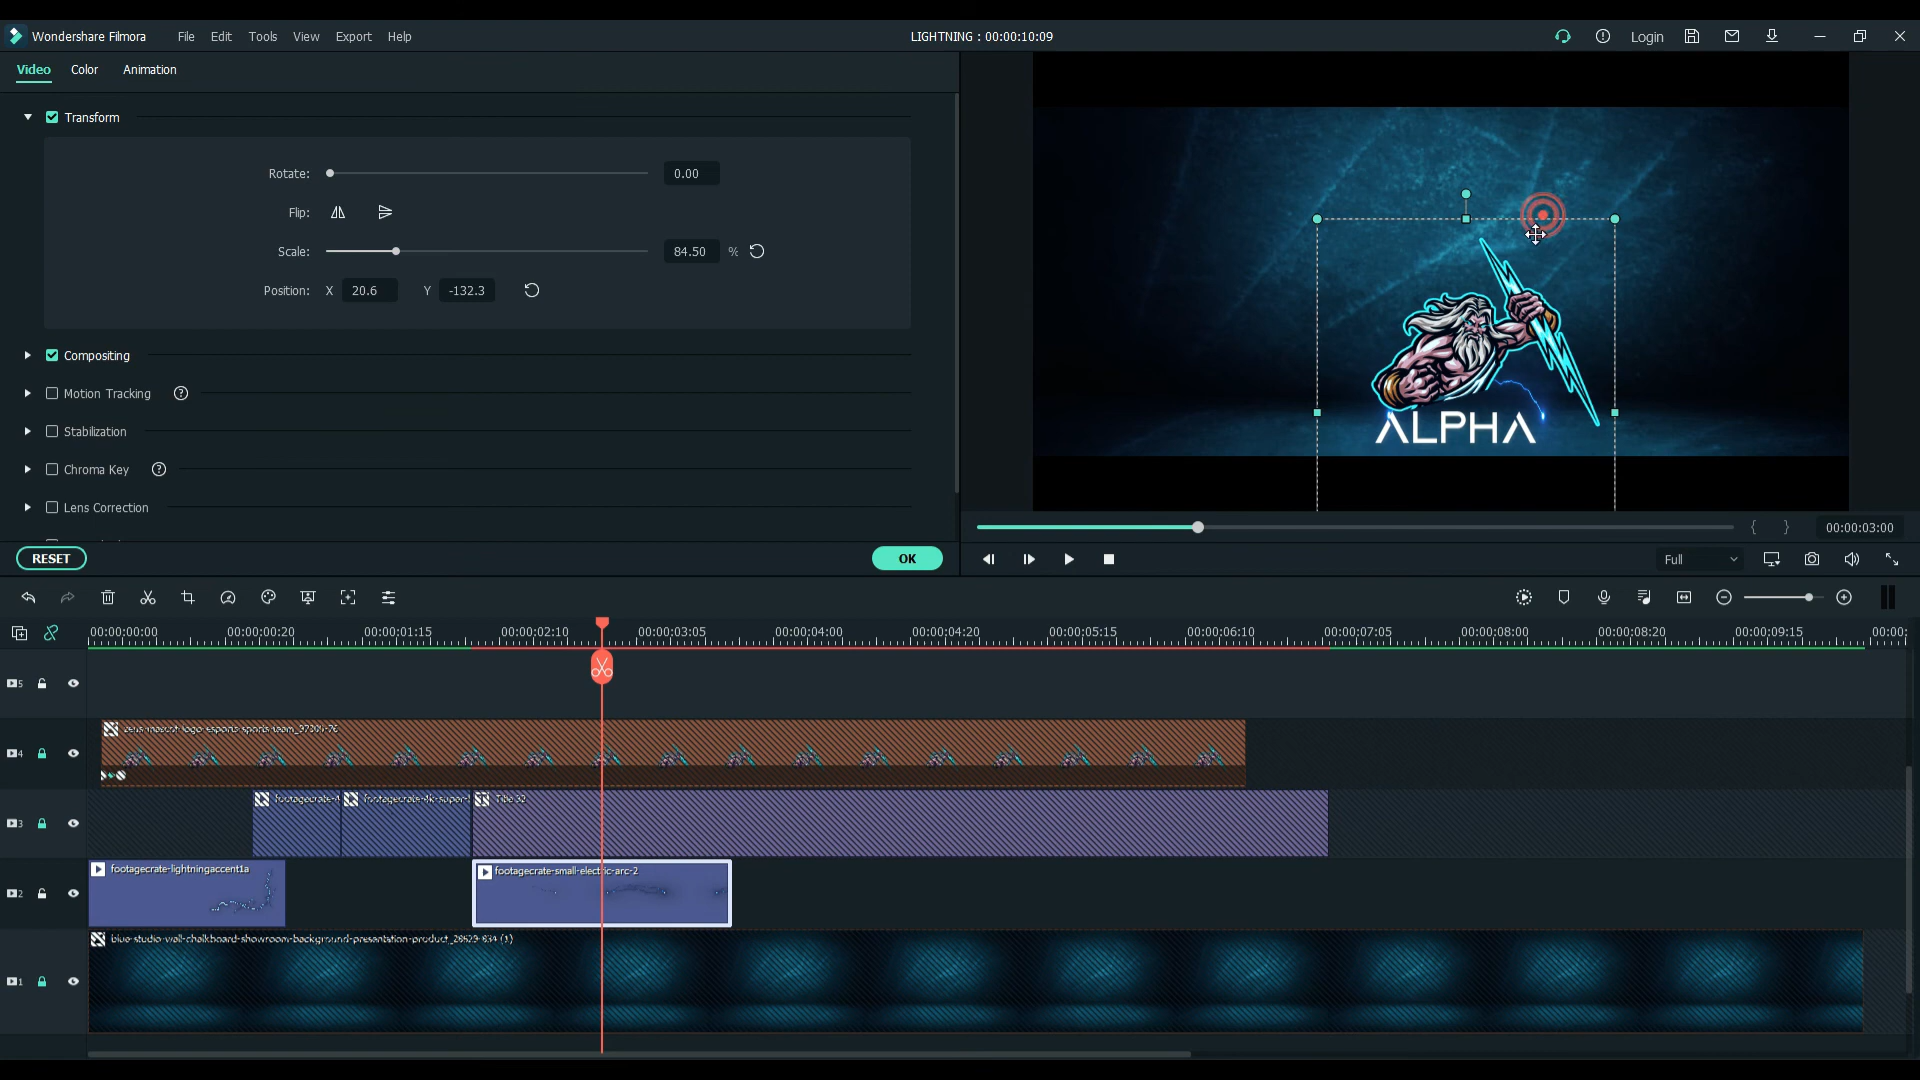 Wondershare Filmora File Edit Tools View Export Help LIGHTNING : 00:00:10:09 Login
Video Color Animation
Transform
Rotate: 0.00
Flip:
Scale: 84.50 %
Position: X 20.6 Y -132.3
Compositing
Motion Tracking
Stabilization
Chroma Key
Lens Correction
ALPHA
{ } 00:00:03:00
RESET OK Full
00:00:00:00 00:00:00:20 00:00:01:15 00:00:02:10 00:00:03:05 00:00:04:00 00:00:04:20 00:00:05:15 00:00:06:10 00:00:07:05 00:00:08:00 00:00:08:20 00:00:09:15 00:00:
5
zeus-mascot-logo-esports-sports-team_97300-76
4
footagecrate-4 footagecrate-4k-super- Title 32
3
footagecrate-lightningaccent1a footagecrate-small-electric-arc-2
2
blue-studio-wall-chalkboard-showroom-background-presentation-product_28629-834 (1)
1